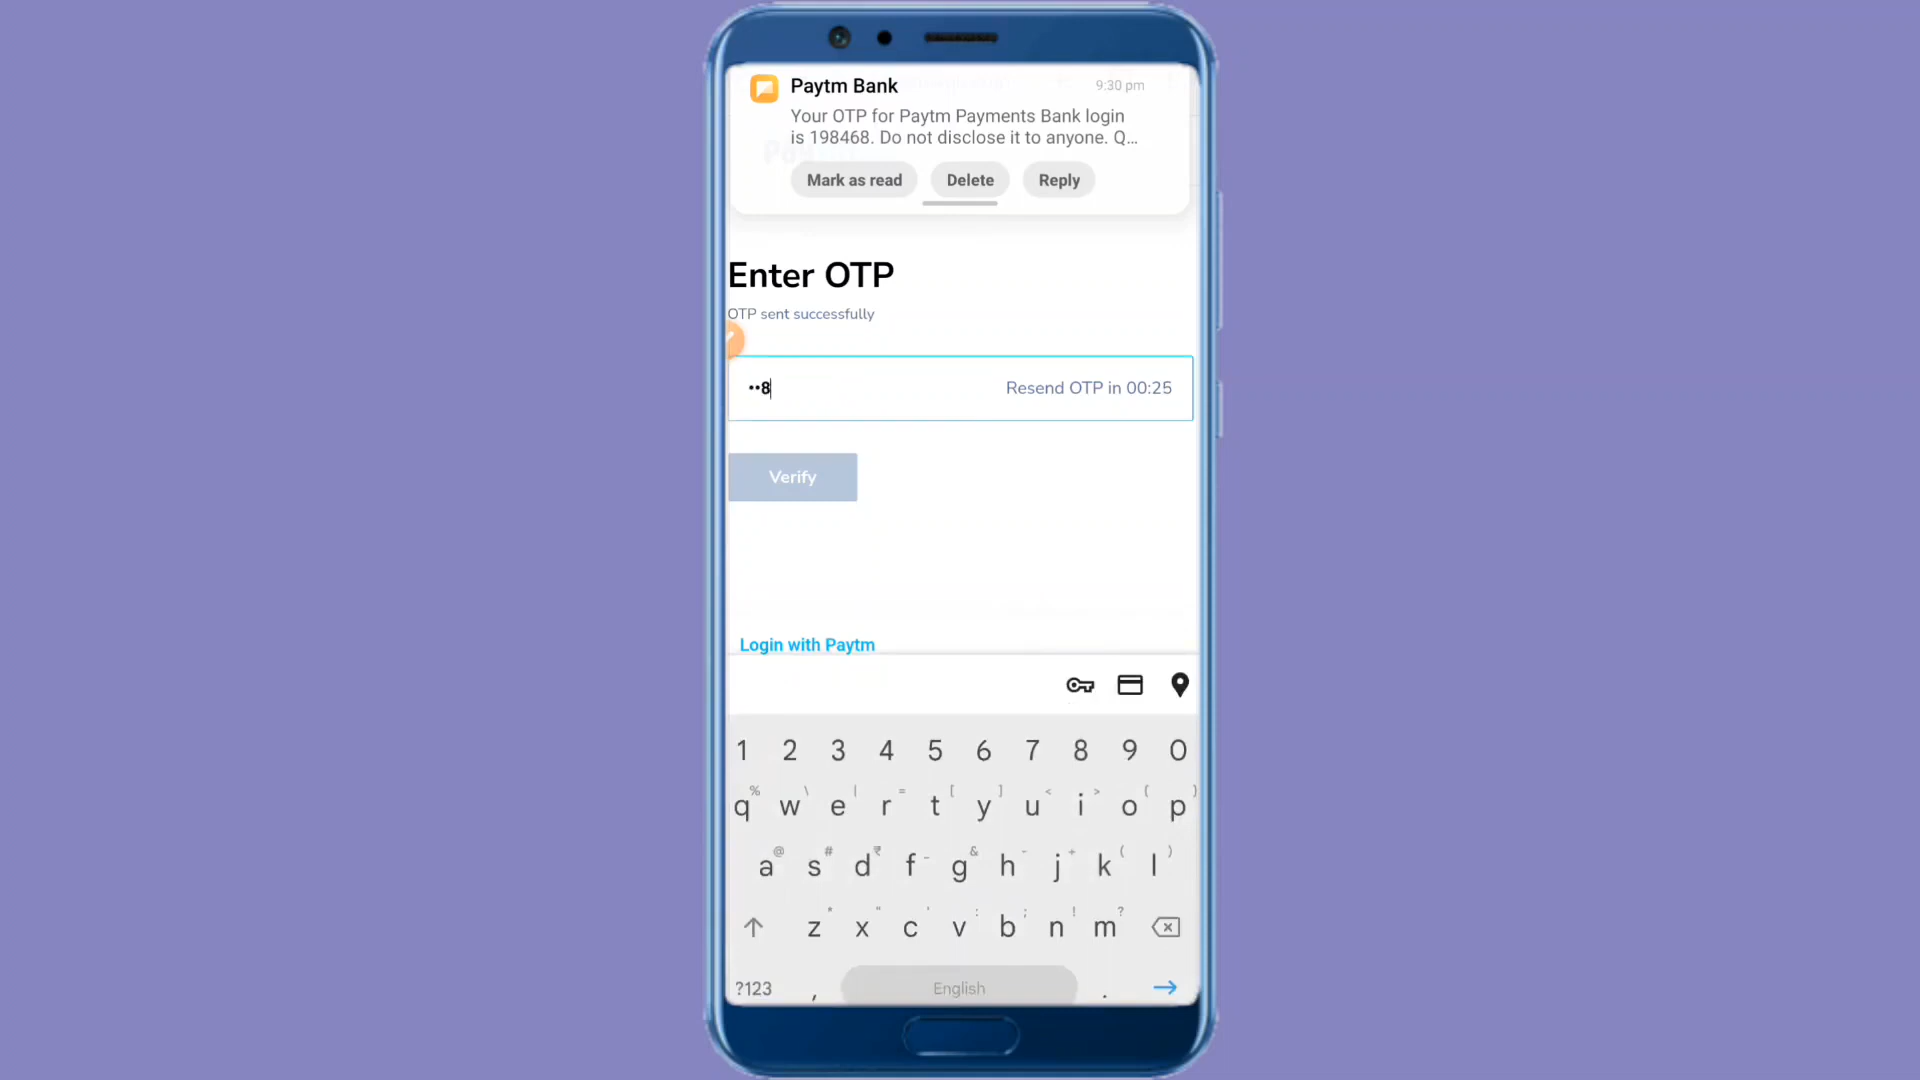 Paytm Bank
9:30 pm
Your OTP for Paytm Payments Bank login
is 198468. Do not disclose it to anyone. Q...
Mark as read
Delete
Reply
Enter OTP
OTP sent successfully
••8
Resend OTP in 00:25
Verify
Login with Paytm
1 2 3 4 5 6 7 8 9 0
% \ | = [ ] < > { }
q w e r t y u i o p
@ # ₹ - & - + ( )
a s d f g h j k l
* " ' : ; ! ?
z x c v b n m
?123 , English .